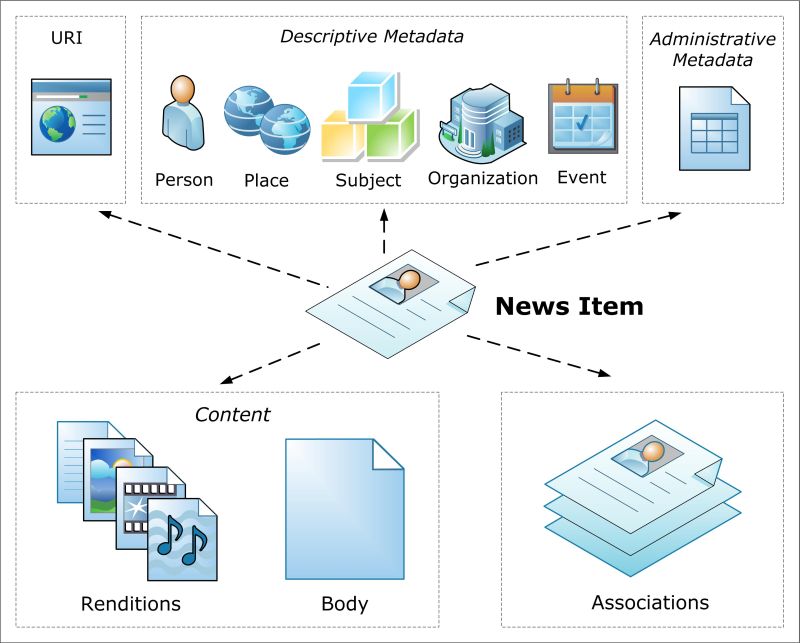 URI
Descriptive Metadata
Administrative
Metadata
Person
Place
Subject
Organization
Event
News Item
Content
Renditions
Body
Associations